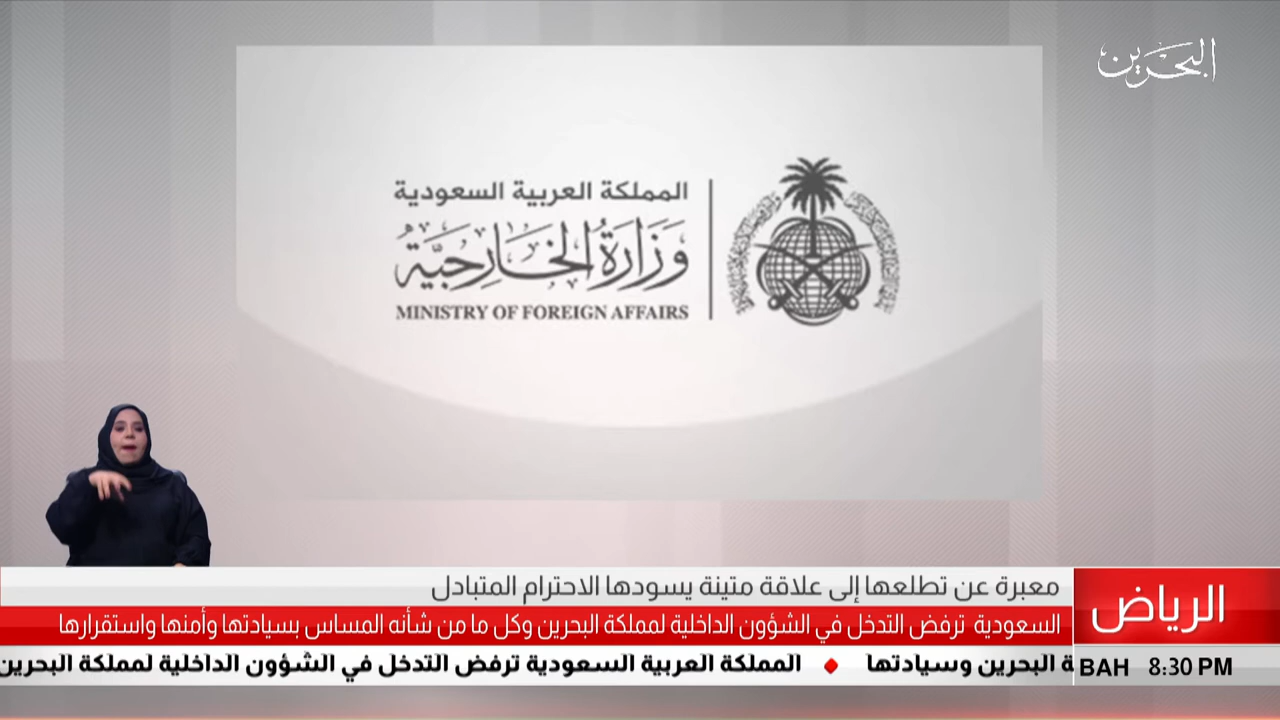 البحرين
المملكة العربية السعودية
وزارة الخارجية
MINISTRY OF FOREIGN AFFAIRS
معبرة عن تطلعها إلى علاقة متينة يسودها الاحترام المتبادل
الرياض
السعودية ترفض التدخل في الشؤون الداخلية لمملكة البحرين وكل ما من شأنه المساس بسيادتها وأمنها واستقرارها
ة البحرين وسيادتها ♦ المملكة العربية السعودية ترفض التدخل في الشؤون الداخلية لمملكة البحرين
BAH 8:30 PM